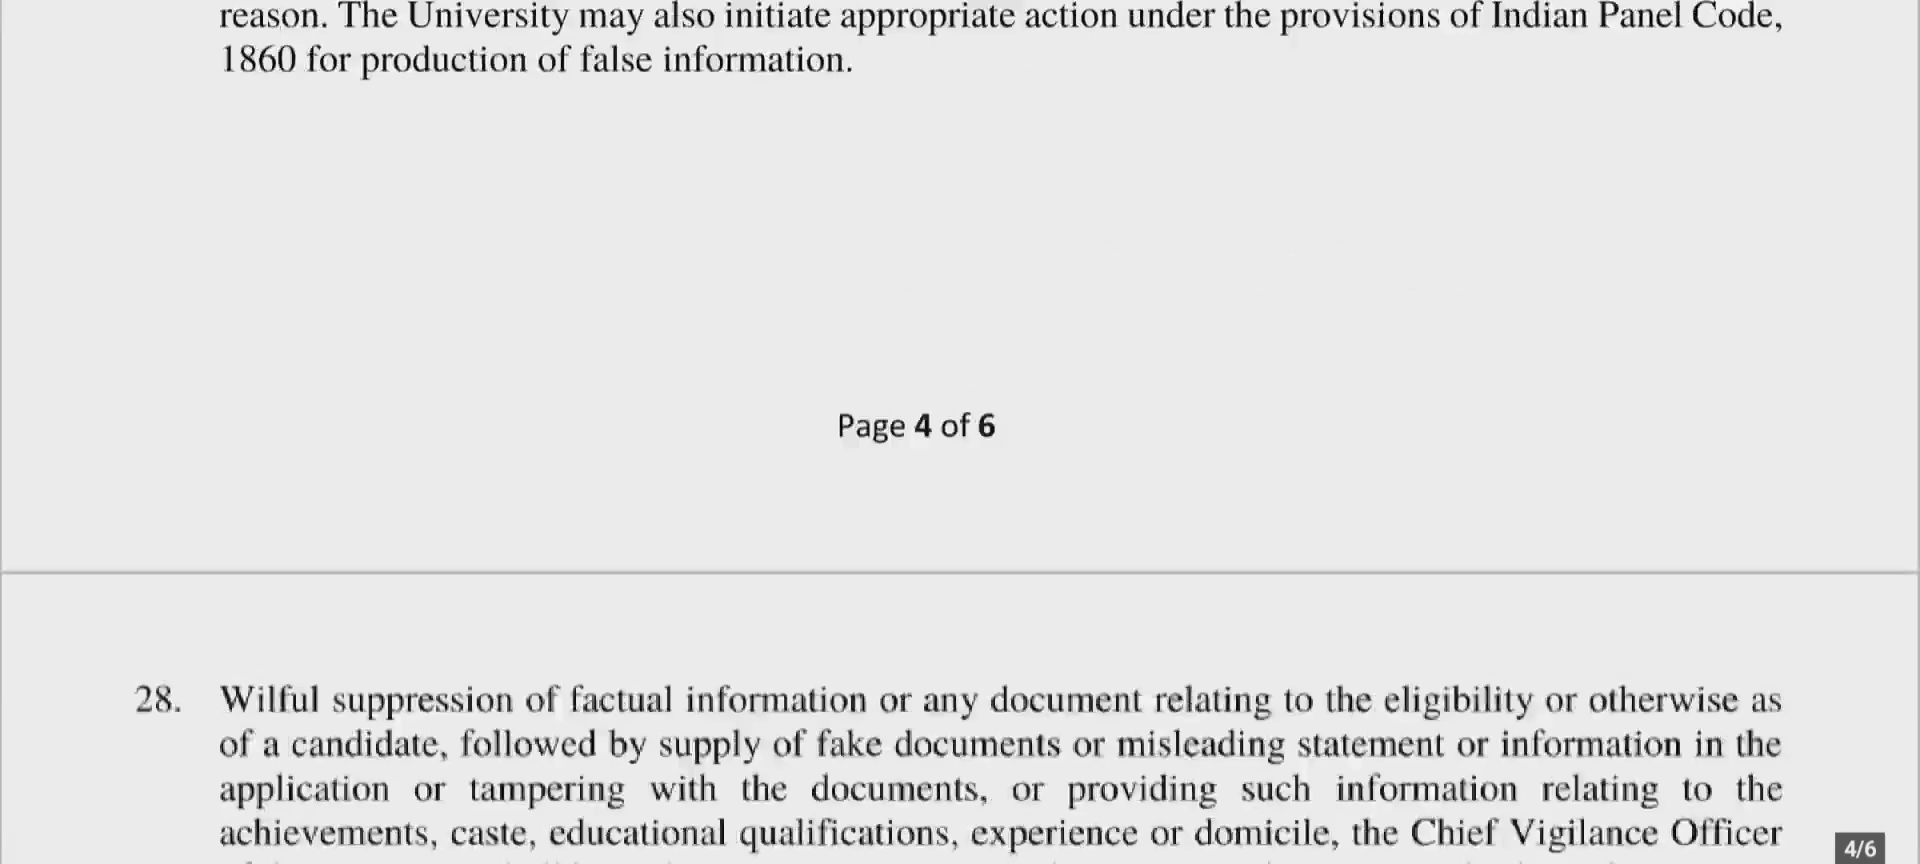 reason. The University may also initiate appropriate action under the provisions of Indian Panel Code,
1860 for production of false information.
Page 4 of 6
28. Wilful suppression of factual information or any document relating to the eligibility or otherwise as
of a candidate, followed by supply of fake documents or misleading statement or information in the
application or tampering with the documents, or providing such information relating to the
achievements, caste, educational qualifications, experience or domicile, the Chief Vigilance Officer
4/6